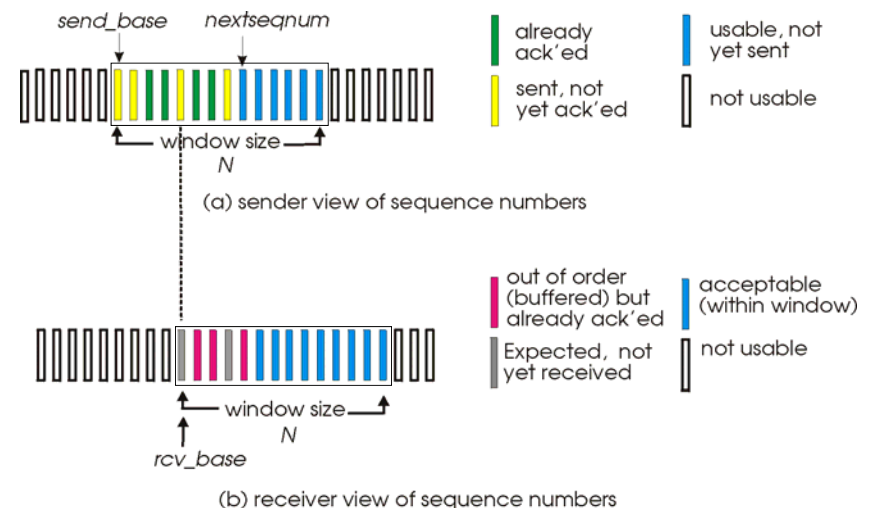 send_base
nextseqnum
already
ack'ed
usable, not
yet sent
sent, not
yet ack'ed
not usable
window size
N
(a) sender view of sequence numbers
out of order
(buffered) but
already ack'ed
acceptable
(within window)
Expected, not
yet received
not usable
window size
N
rcv_base
(b) receiver view of sequence numbers